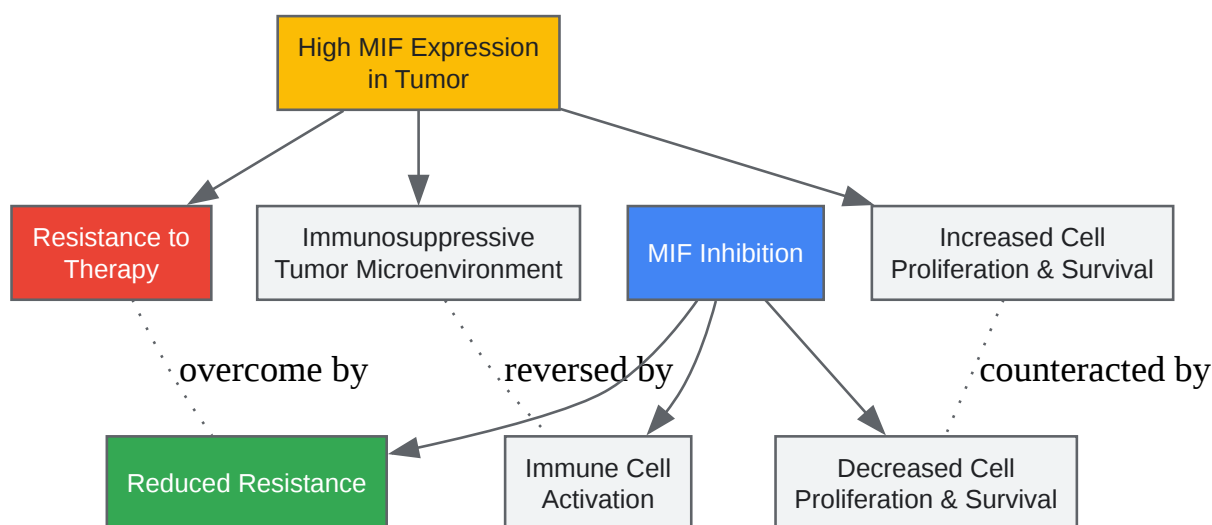 High MIF Expression
in Tumor
Resistance to
Therapy
Immunosuppressive
Tumor Microenvironment
MIF Inhibition
Increased Cell
Proliferation & Survival
overcome by
reversed by
counteracted by
Reduced Resistance
Immune Cell
Activation
Decreased Cell
Proliferation & Survival